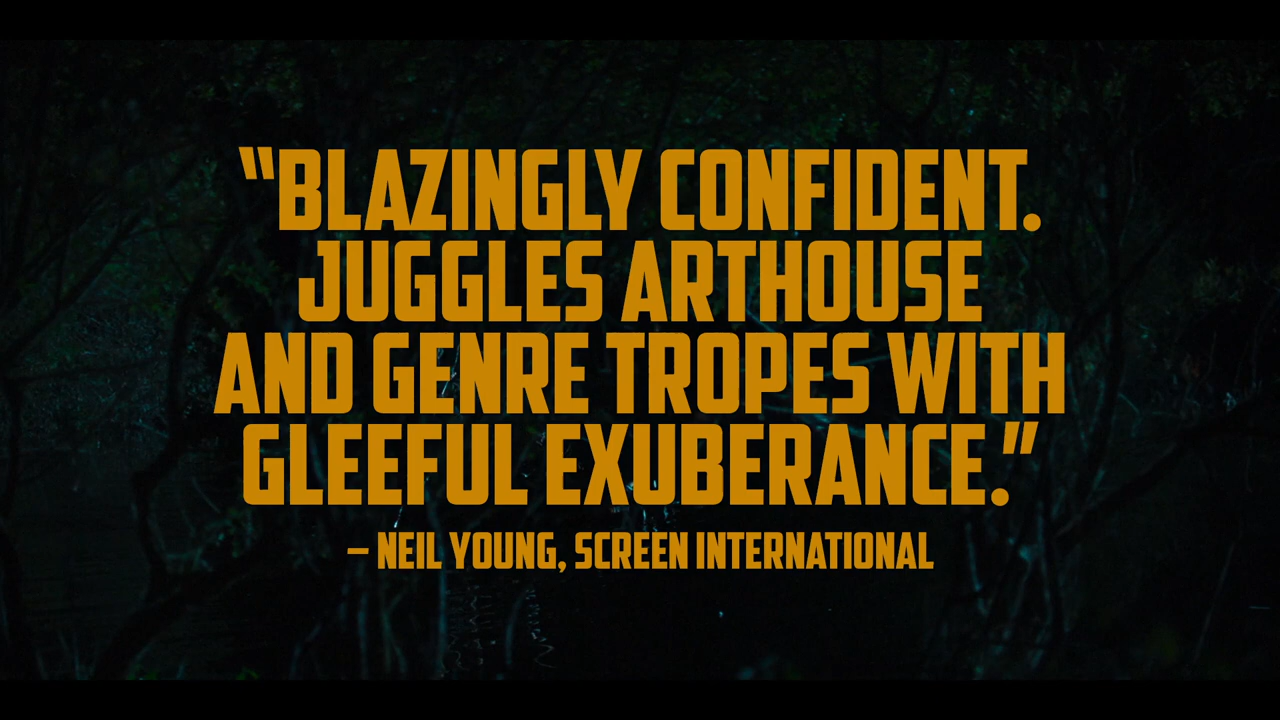 “BLAZINGLY CONFIDENT.
JUGGLES ARTHOUSE
AND GENRE TROPES WITH
GLEEFUL EXUBERANCE.”
– NEIL YOUNG, SCREEN INTERNATIONAL